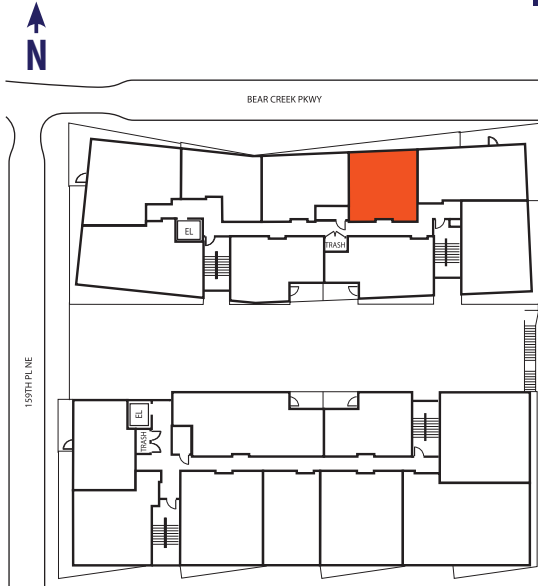 N
BEAR CREEK PKWY
EL
TRASH
159TH PL NE
EL
TRASH